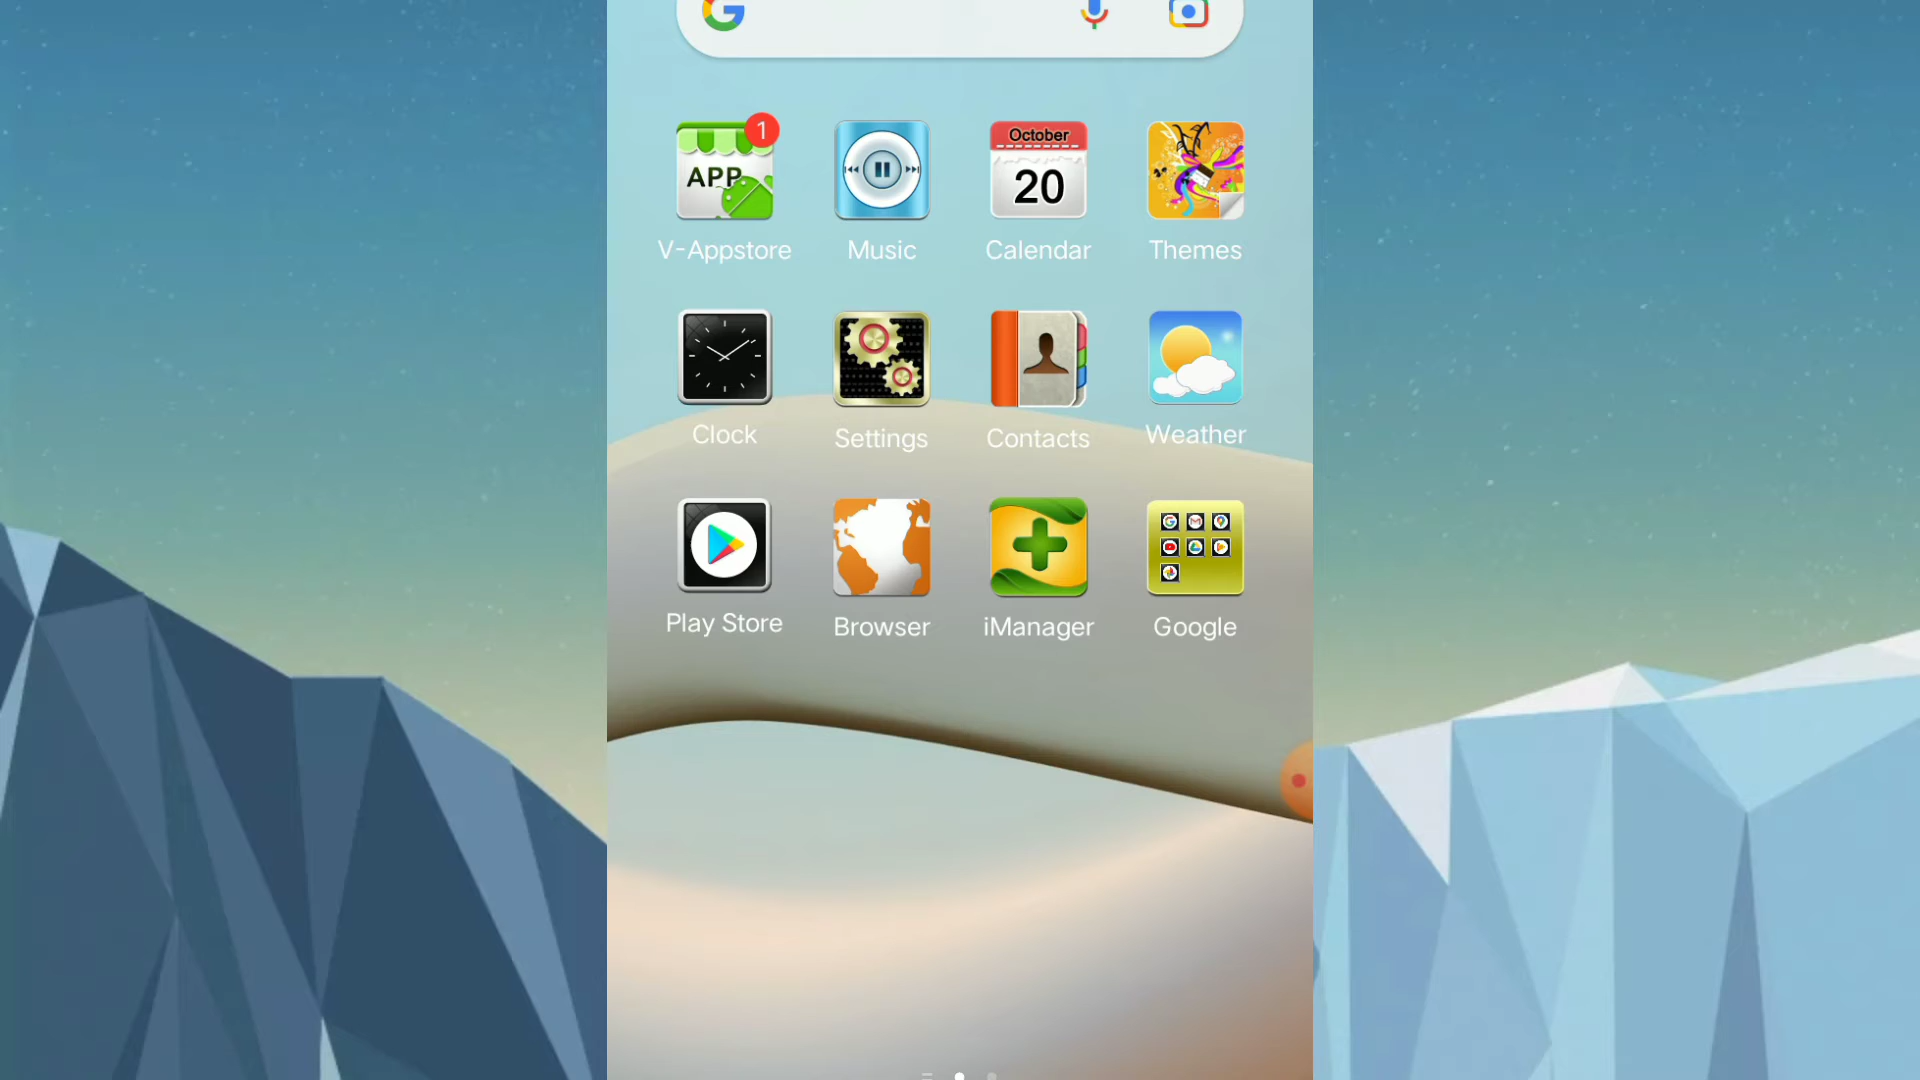 1
APP
October
20
V-Appstore
Music
Calendar
Themes
Clock
Settings
Contacts
Weather
Play Store
Browser
iManager
Google